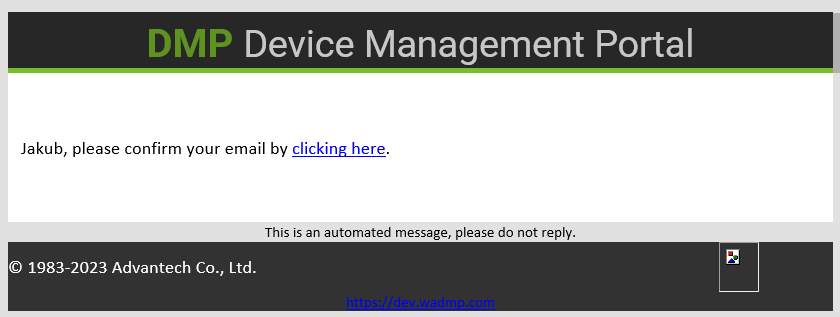 DMP Device Management Portal
Jakub, please confirm your email by clicking here.
This is an automated message, please do not reply.
© 1983-2023 Advantech Co., Ltd.
https://dev.wadmp.com